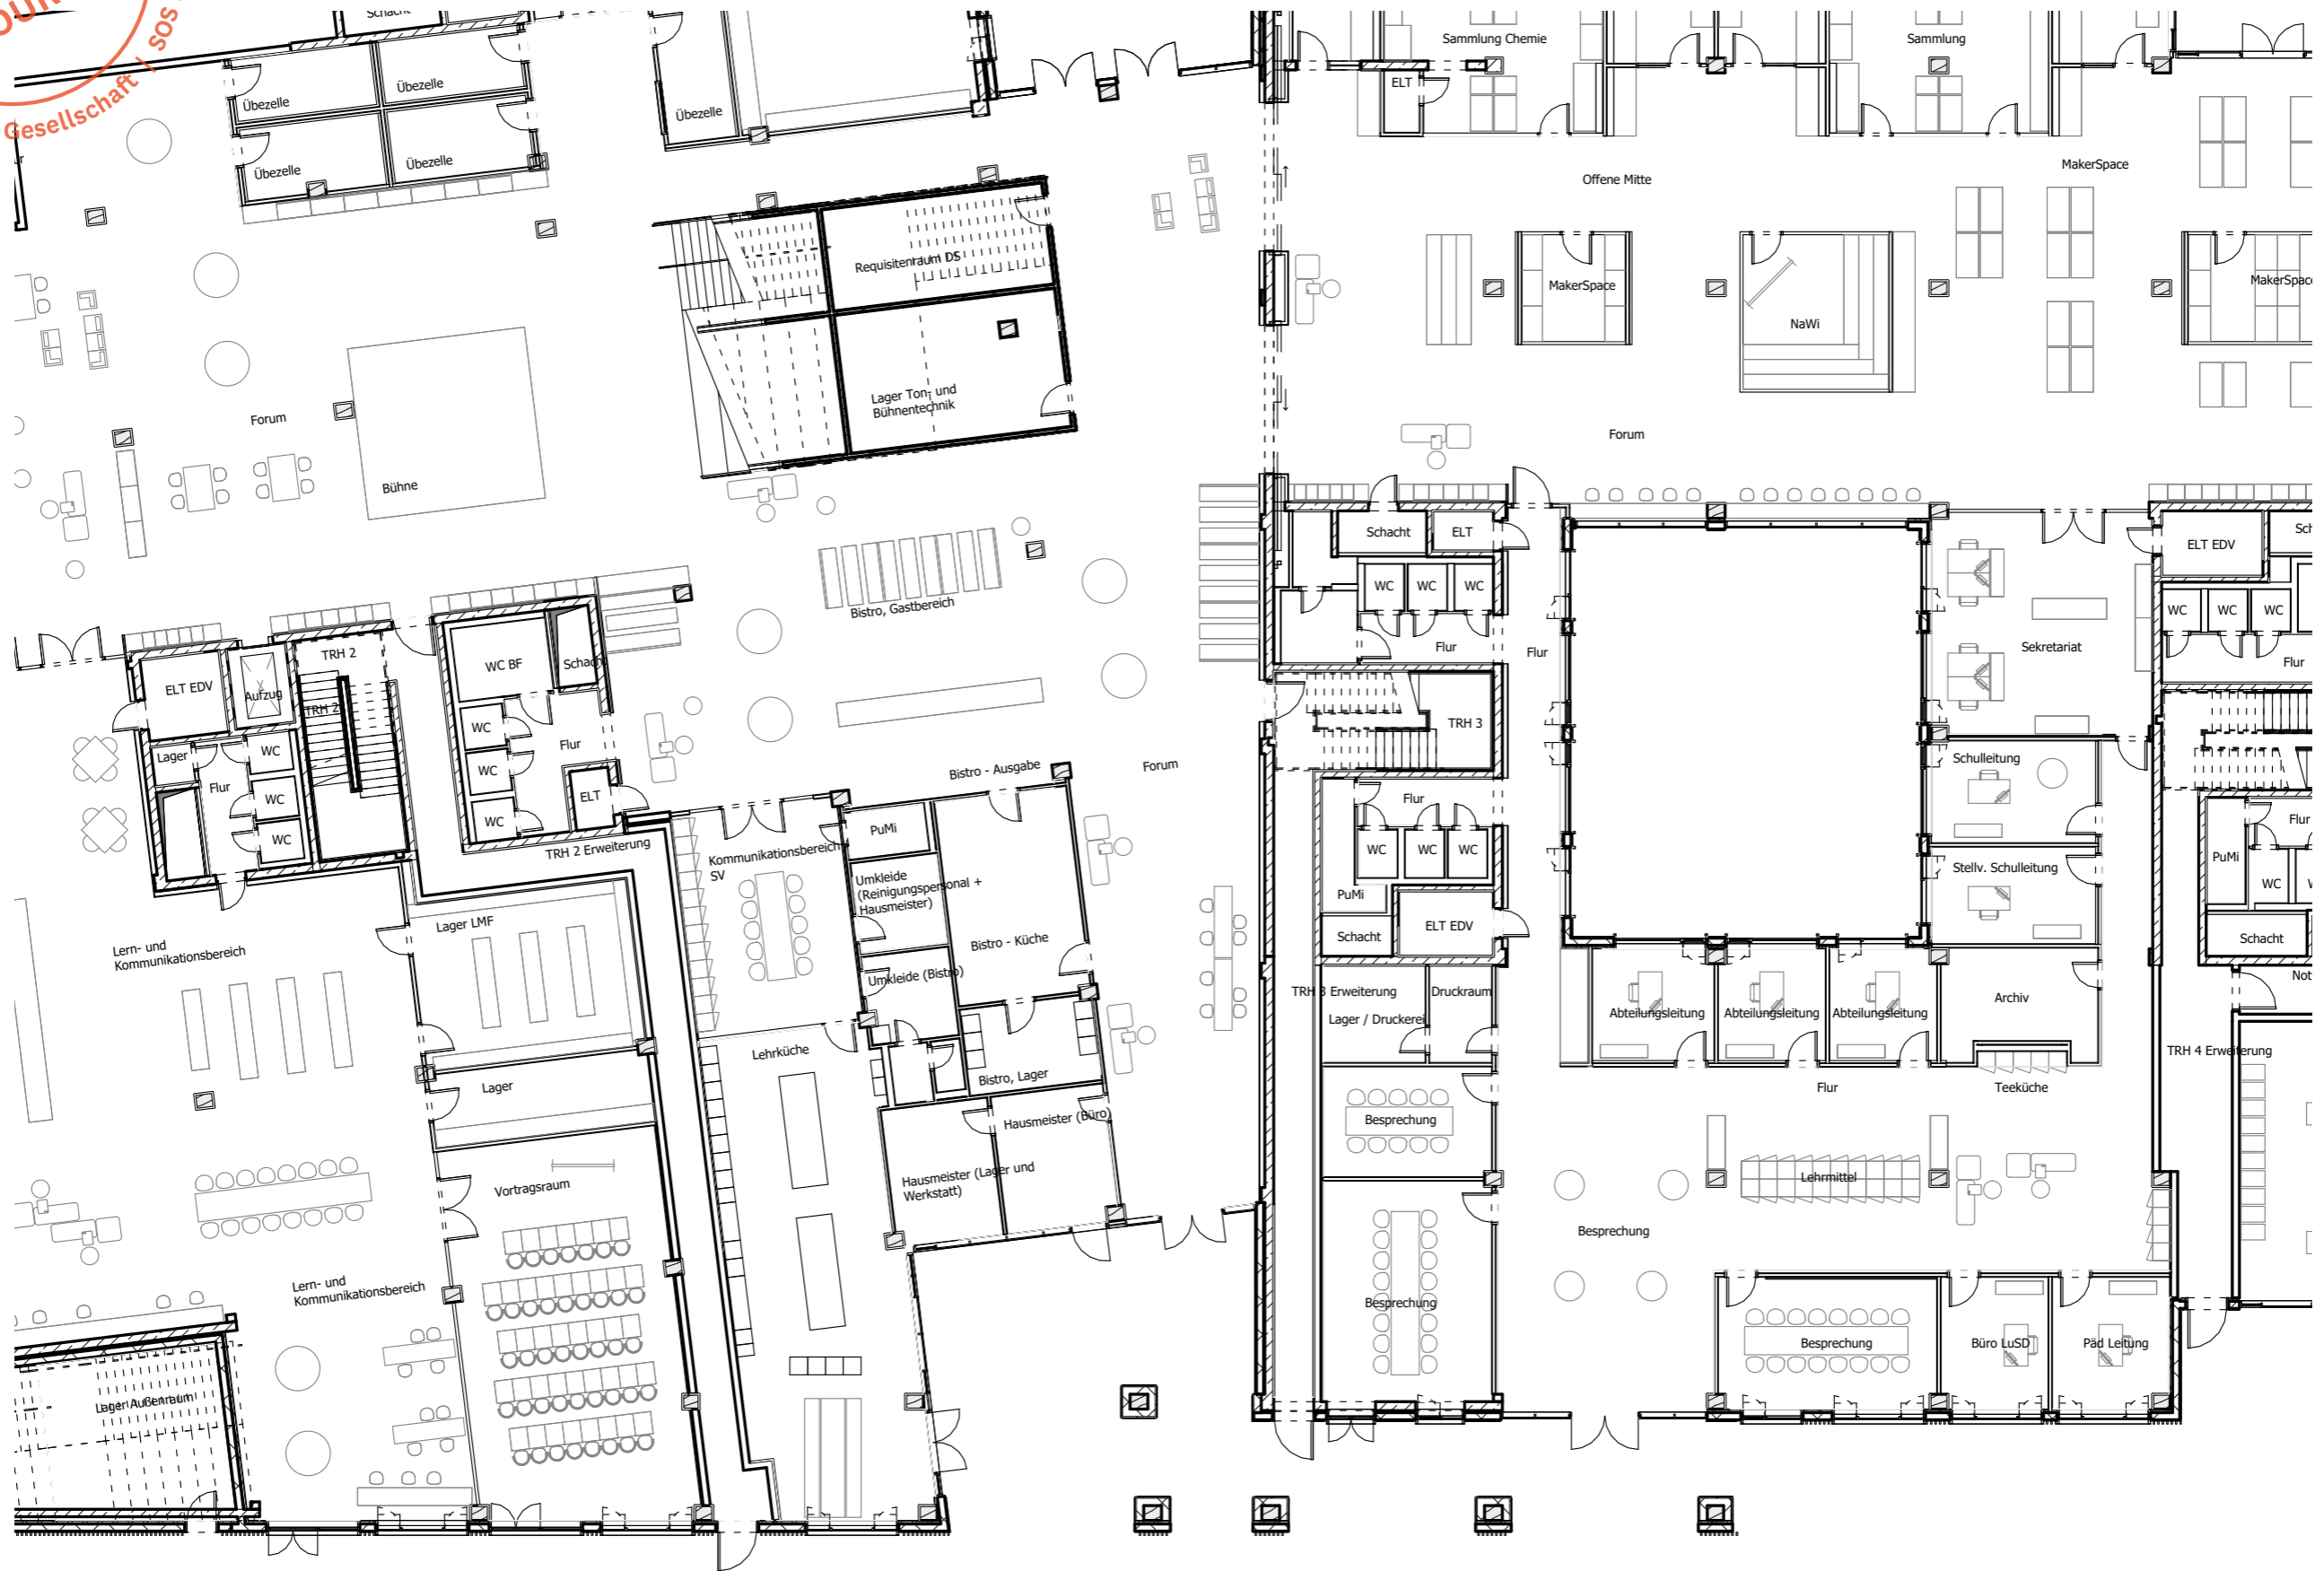 Gesellschaft
SOS
Schacht
Übezelle
Übezelle
Übezelle
Übezelle
Übezelle
Sammlung Chemie
ELT
Sammlung
MakerSpace
Offene Mitte
Requisitenraum DS
MakerSpace
NaWi
MakerSpace
Lager Ton- und
Bühnentechnik
Forum
Bühne
Forum
Schacht
ELT
ELT EDV
WC
WC
WC
Flur
Flur
Sekretariat
WC
WC
WC
Flur
Bistro, Gastbereich
TRH 2
WC BF
Schacht
ELT EDV
Aufzug
TRH 2
WC
Flur
WC
ELT
WC
Lager
WC
Flur
WC
WC
TRH 3
Bistro - Ausgabe
Forum
Schulleitung
Flur
WC
WC
WC
PuMi
Schacht
ELT EDV
Stellv. Schulleitung
Flur
PuMi
WC
Schacht
TRH 2 Erweiterung
Kommunikationsbereich
SV
PuMi
Umkleide
(Reinigungspersonal +
Hausmeister)
Bistro - Küche
Umkleide (Bistro)
Lager LMF
Lern- und
Kommunikationsbereich
Lehrküche
Bistro, Lager
Lager
Hausmeister (Büro)
Hausmeister (Lager und
Werkstatt)
Vortragsraum
TRH 3 Erweiterung
Druckraum
Lager / Druckerei
Abteilungsleitung
Abteilungsleitung
Abteilungsleitung
Archiv
TRH 4 Erweiterung
Flur
Teeküche
Besprechung
Lehrmittel
Besprechung
Besprechung
Besprechung
Büro LuSD
Päd Leitung
Lern- und
Kommunikationsbereich
Lager Außenraum